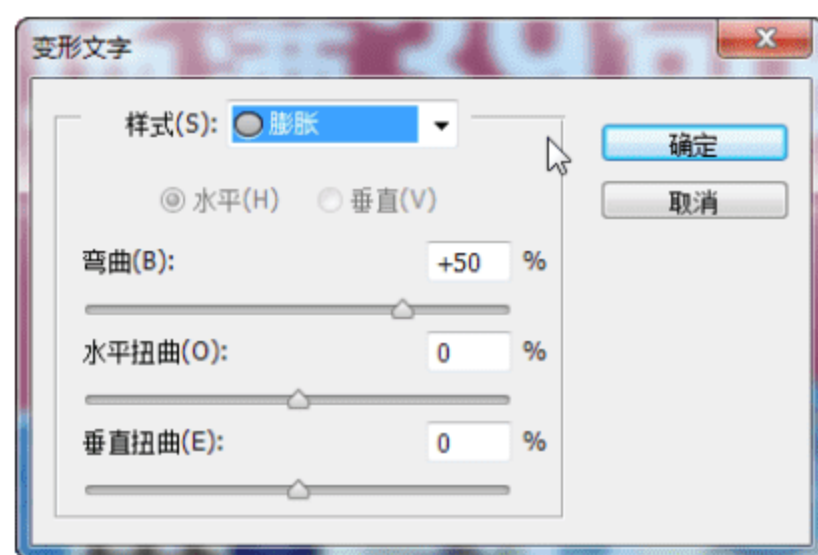 变形文字
样式(S): 膨胀
确定
水平(H) 垂直(V)
取消
弯曲(B): +50 %
水平扭曲(O): 0 %
垂直扭曲(E): 0 %